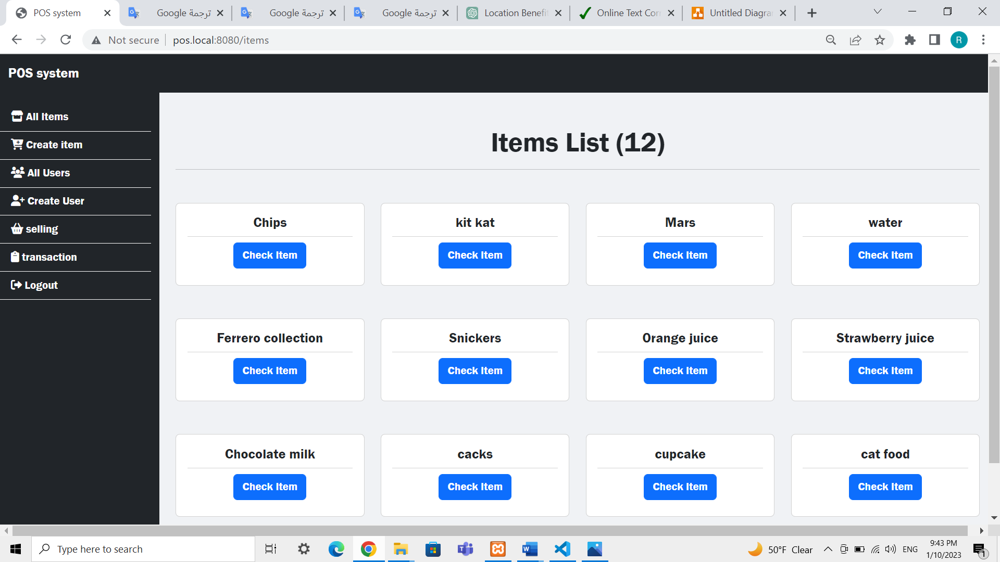 POS system
Google ترجمة
Google ترجمة
Google ترجمة
Location Benefit
Online Text Cor
Untitled Diagra
Not secure
pos.local:8080/items
R
POS system
All Items
Create item
All Users
Create User
selling
transaction
Logout
Items List (12)
Chips
kit kat
Mars
water
Check Item
Check Item
Check Item
Check Item
Ferrero collection
Snickers
Orange juice
Strawberry juice
Check Item
Check Item
Check Item
Check Item
Chocolate milk
cacks
cupcake
cat food
Check Item
Check Item
Check Item
Check Item
Type here to search
50°F Clear
ENG
9:43 PM
1/10/2023
1